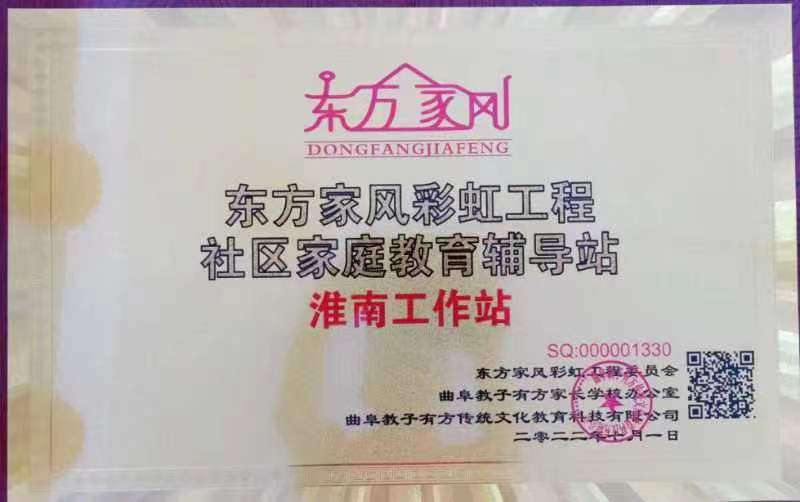 东方家风
DONGFANGJIAFENG
东方家风彩虹工程
社区家庭教育辅导站
淮南工作站
SQ:000001330
东方家风彩虹工程委员会
曲阜教子有方家长学校办公室
曲阜教子有方传统文化教育科技有限公司
二零二二年七月一日